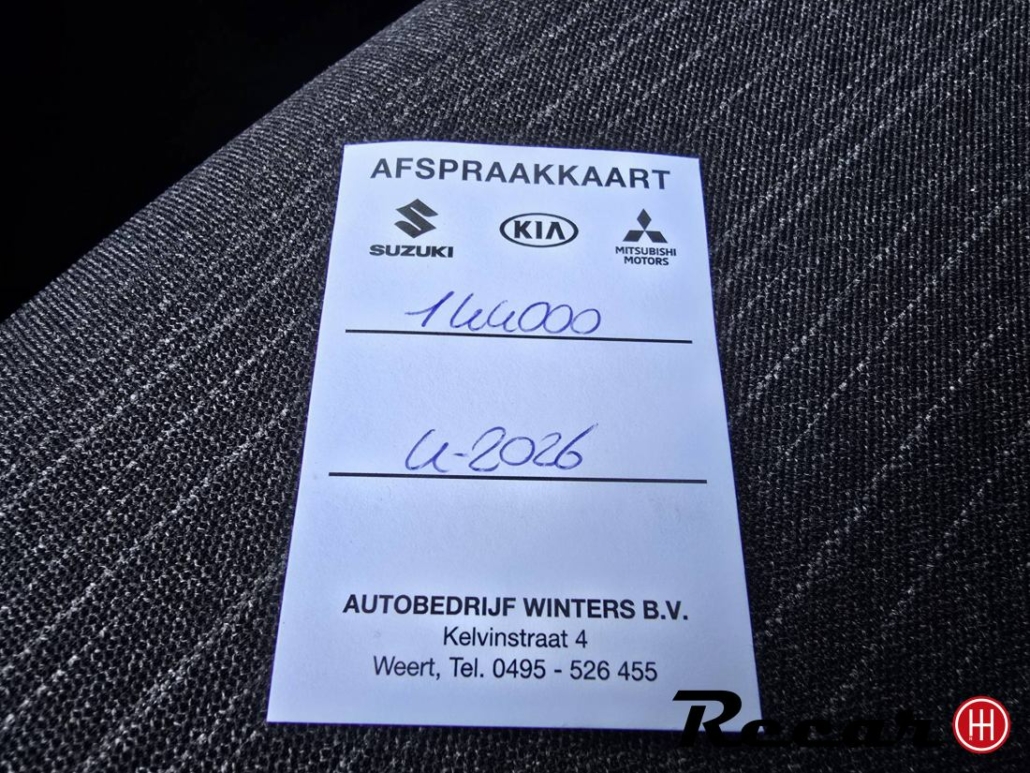 AFSPRAAKKAART
SUZUKI
KIA
MITSUBISHI
MOTORS
144000
4-2026
AUTOBEDRIJF WINTERS B.V.
Kelvinstraat 4
Weert, Tel. 0495 - 526 455
Recar
H